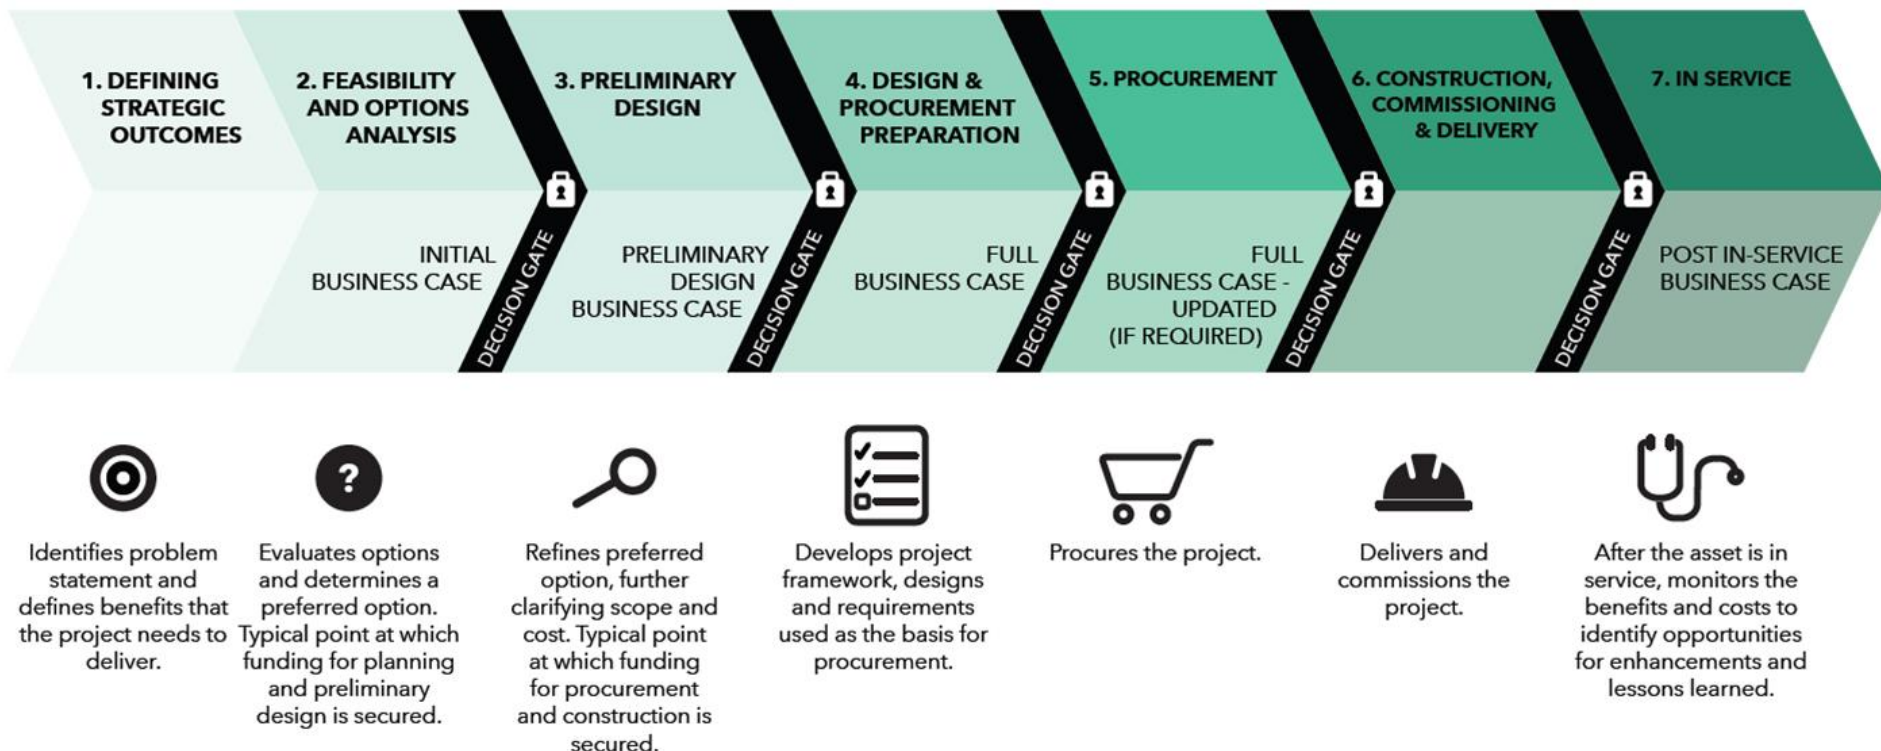 1. DEFINING
STRATEGIC
OUTCOMES
2. FEASIBILITY
AND OPTIONS
ANALYSIS
3. PRELIMINARY
DESIGN
4. DESIGN &
PROCUREMENT
PREPARATION
5. PROCUREMENT
6. CONSTRUCTION,
COMMISSIONING
& DELIVERY
7. IN SERVICE
INITIAL
BUSINESS CASE
DECISION GATE
PRELIMINARY
DESIGN
BUSINESS CASE
DECISION GATE
FULL
BUSINESS CASE
DECISION GATE
FULL
BUSINESS CASE -
UPDATED
(IF REQUIRED)
DECISION GATE
DECISION GATE
POST IN-SERVICE
BUSINESS CASE
?
Identifies problem
statement and
defines benefits that
the project needs to
deliver.
Evaluates options
and determines a
preferred option.
Typical point at which
funding for planning
and preliminary
design is secured.
Refines preferred
option, further
clarifying scope and
cost. Typical point
at which funding
for procurement
and construction is
secured.
Develops project
framework, designs
and requirements
used as the basis for
procurement.
Procures the project.
Delivers and
commissions the
project.
After the asset is in
service, monitors the
benefits and costs to
identify opportunities
for enhancements and
lessons learned.